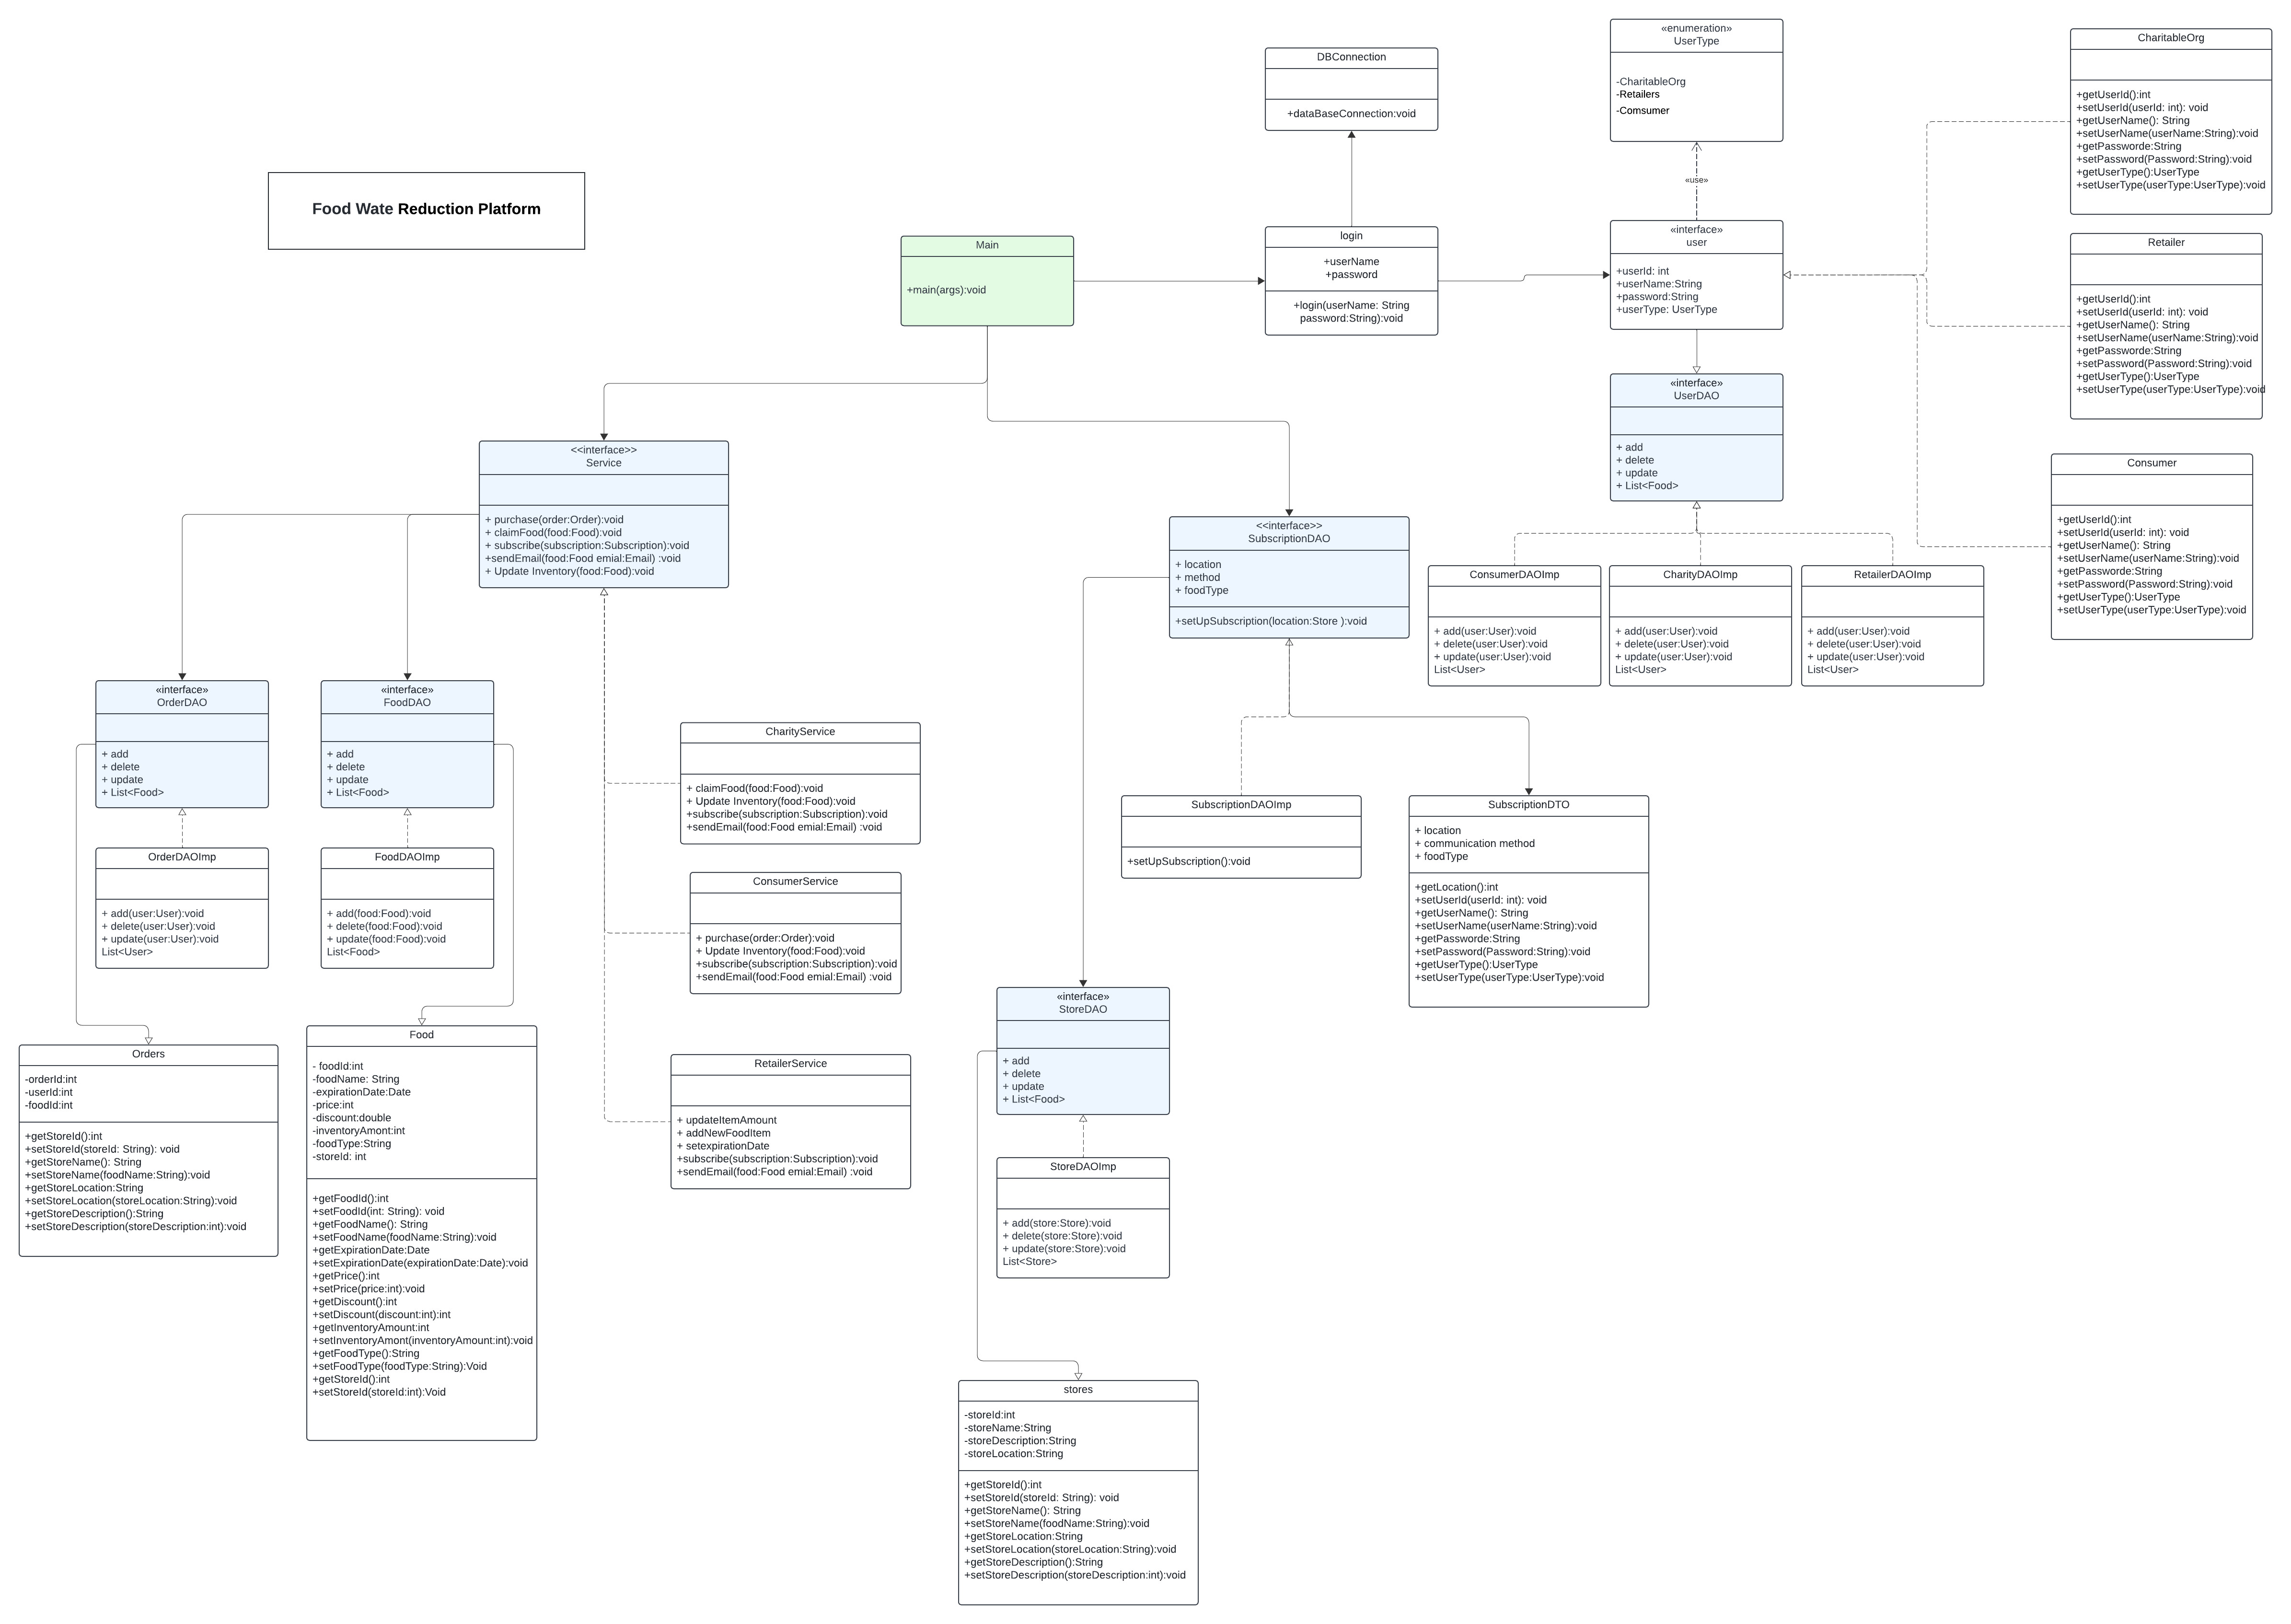 Food Wate Reduction Platform
DBConnection
+dataBaseConnection:void
«enumeration»
UserType
-CharitableOrg
-Retailers
-Comsumer
«use»
CharitableOrg
+getUserId():int
+setUserId(userId: int): void
+getUserName(): String
+setUserName(userName:String):void
+getPassworde:String
+setPassword(Password:String):void
+getUserType():UserType
+setUserType(userType:UserType):void
Main
+main(args):void
login
+userName
+password
+login(userName: String
password:String):void
«interface»
user
+userId: int
+userName:String
+password:String
+userType: UserType
Retailer
+getUserId():int
+setUserId(userId: int): void
+getUserName(): String
+setUserName(userName:String):void
+getPassworde:String
+setPassword(Password:String):void
+getUserType():UserType
+setUserType(userType:UserType):void
«interface»
UserDAO
+ add
+ delete
+ update
+ List<Food>
Consumer
+getUserId():int
+setUserId(userId: int): void
+getUserName(): String
+setUserName(userName:String):void
+getPassworde:String
+setPassword(Password:String):void
+getUserType():UserType
+setUserType(userType:UserType):void
<<interface>>
Service
+ purchase(order:Order):void
+ claimFood(food:Food):void
+ subscribe(subscription:Subscription):void
+sendEmail(food:Food emial:Email) :void
+ Update Inventory(food:Food):void
<<interface>>
SubscriptionDAO
+ location
+ method
+ foodType
+setUpSubscription(location:Store ):void
ConsumerDAOImp
+ add(user:User):void
+ delete(user:User):void
+ update(user:User):void
List<User>
CharityDAOImp
+ add(user:User):void
+ delete(user:User):void
+ update(user:User):void
List<User>
RetailerDAOImp
+ add(user:User):void
+ delete(user:User):void
+ update(user:User):void
List<User>
«interface»
OrderDAO
+ add
+ delete
+ update
+ List<Food>
«interface»
FoodDAO
+ add
+ delete
+ update
+ List<Food>
CharityService
+ claimFood(food:Food):void
+ Update Inventory(food:Food):void
+subscribe(subscription:Subscription):void
+sendEmail(food:Food emial:Email) :void
SubscriptionDAOImp
+setUpSubscription():void
SubscriptionDTO
+ location
+ communication method
+ foodType
+getLocation():int
+setUserId(userId: int): void
+getUserName(): String
+setUserName(userName:String):void
+getPassworde:String
+setPassword(Password:String):void
+getUserType():UserType
+setUserType(userType:UserType):void
OrderDAOImp
+ add(user:User):void
+ delete(user:User):void
+ update(user:User):void
List<User>
FoodDAOImp
+ add(food:Food):void
+ delete(food:Food):void
+ update(food:Food):void
List<Food>
ConsumerService
+ purchase(order:Order):void
+ Update Inventory(food:Food):void
+subscribe(subscription:Subscription):void
+sendEmail(food:Food emial:Email) :void
«interface»
StoreDAO
+ add
+ delete
+ update
+ List<Food>
Orders
-orderId:int
-userId:int
-foodId:int
+getStoreId():int
+setStoreId(storeId: String): void
+getStoreName(): String
+setStoreName(foodName:String):void
+getStoreLocation:String
+setStoreLocation(storeLocation:String):void
+getStoreDescription():String
+setStoreDescription(storeDescription:int):void
Food
- foodId:int
-foodName: String
-expirationDate:Date
-price:int
-discount:double
-inventoryAmont:int
-foodType:String
-storeId: int
+getFoodId():int
+setFoodId(int: String): void
+getFoodName(): String
+setFoodName(foodName:String):void
+getExpirationDate:Date
+setExpirationDate(expirationDate:Date):void
+getPrice():int
+setPrice(price:int):void
+getDiscount():int
+setDiscount(discount:int):int
+getInventoryAmount:int
+setInventoryAmont(inventoryAmount:int):void
+getFoodType():String
+setFoodType(foodType:String):Void
+getStoreId():int
+setStoreId(storeId:int):Void
RetailerService
+ updateItemAmount
+ addNewFoodItem
+ setexpirationDate
+subscribe(subscription:Subscription):void
+sendEmail(food:Food emial:Email) :void
StoreDAOImp
+ add(store:Store):void
+ delete(store:Store):void
+ update(store:Store):void
List<Store>
stores
-storeId:int
-storeName:String
-storeDescription:String
-storeLocation:String
+getStoreId():int
+setStoreId(storeId: String): void
+getStoreName(): String
+setStoreName(foodName:String):void
+getStoreLocation:String
+setStoreLocation(storeLocation:String):void
+getStoreDescription():String
+setStoreDescription(storeDescription:int):void